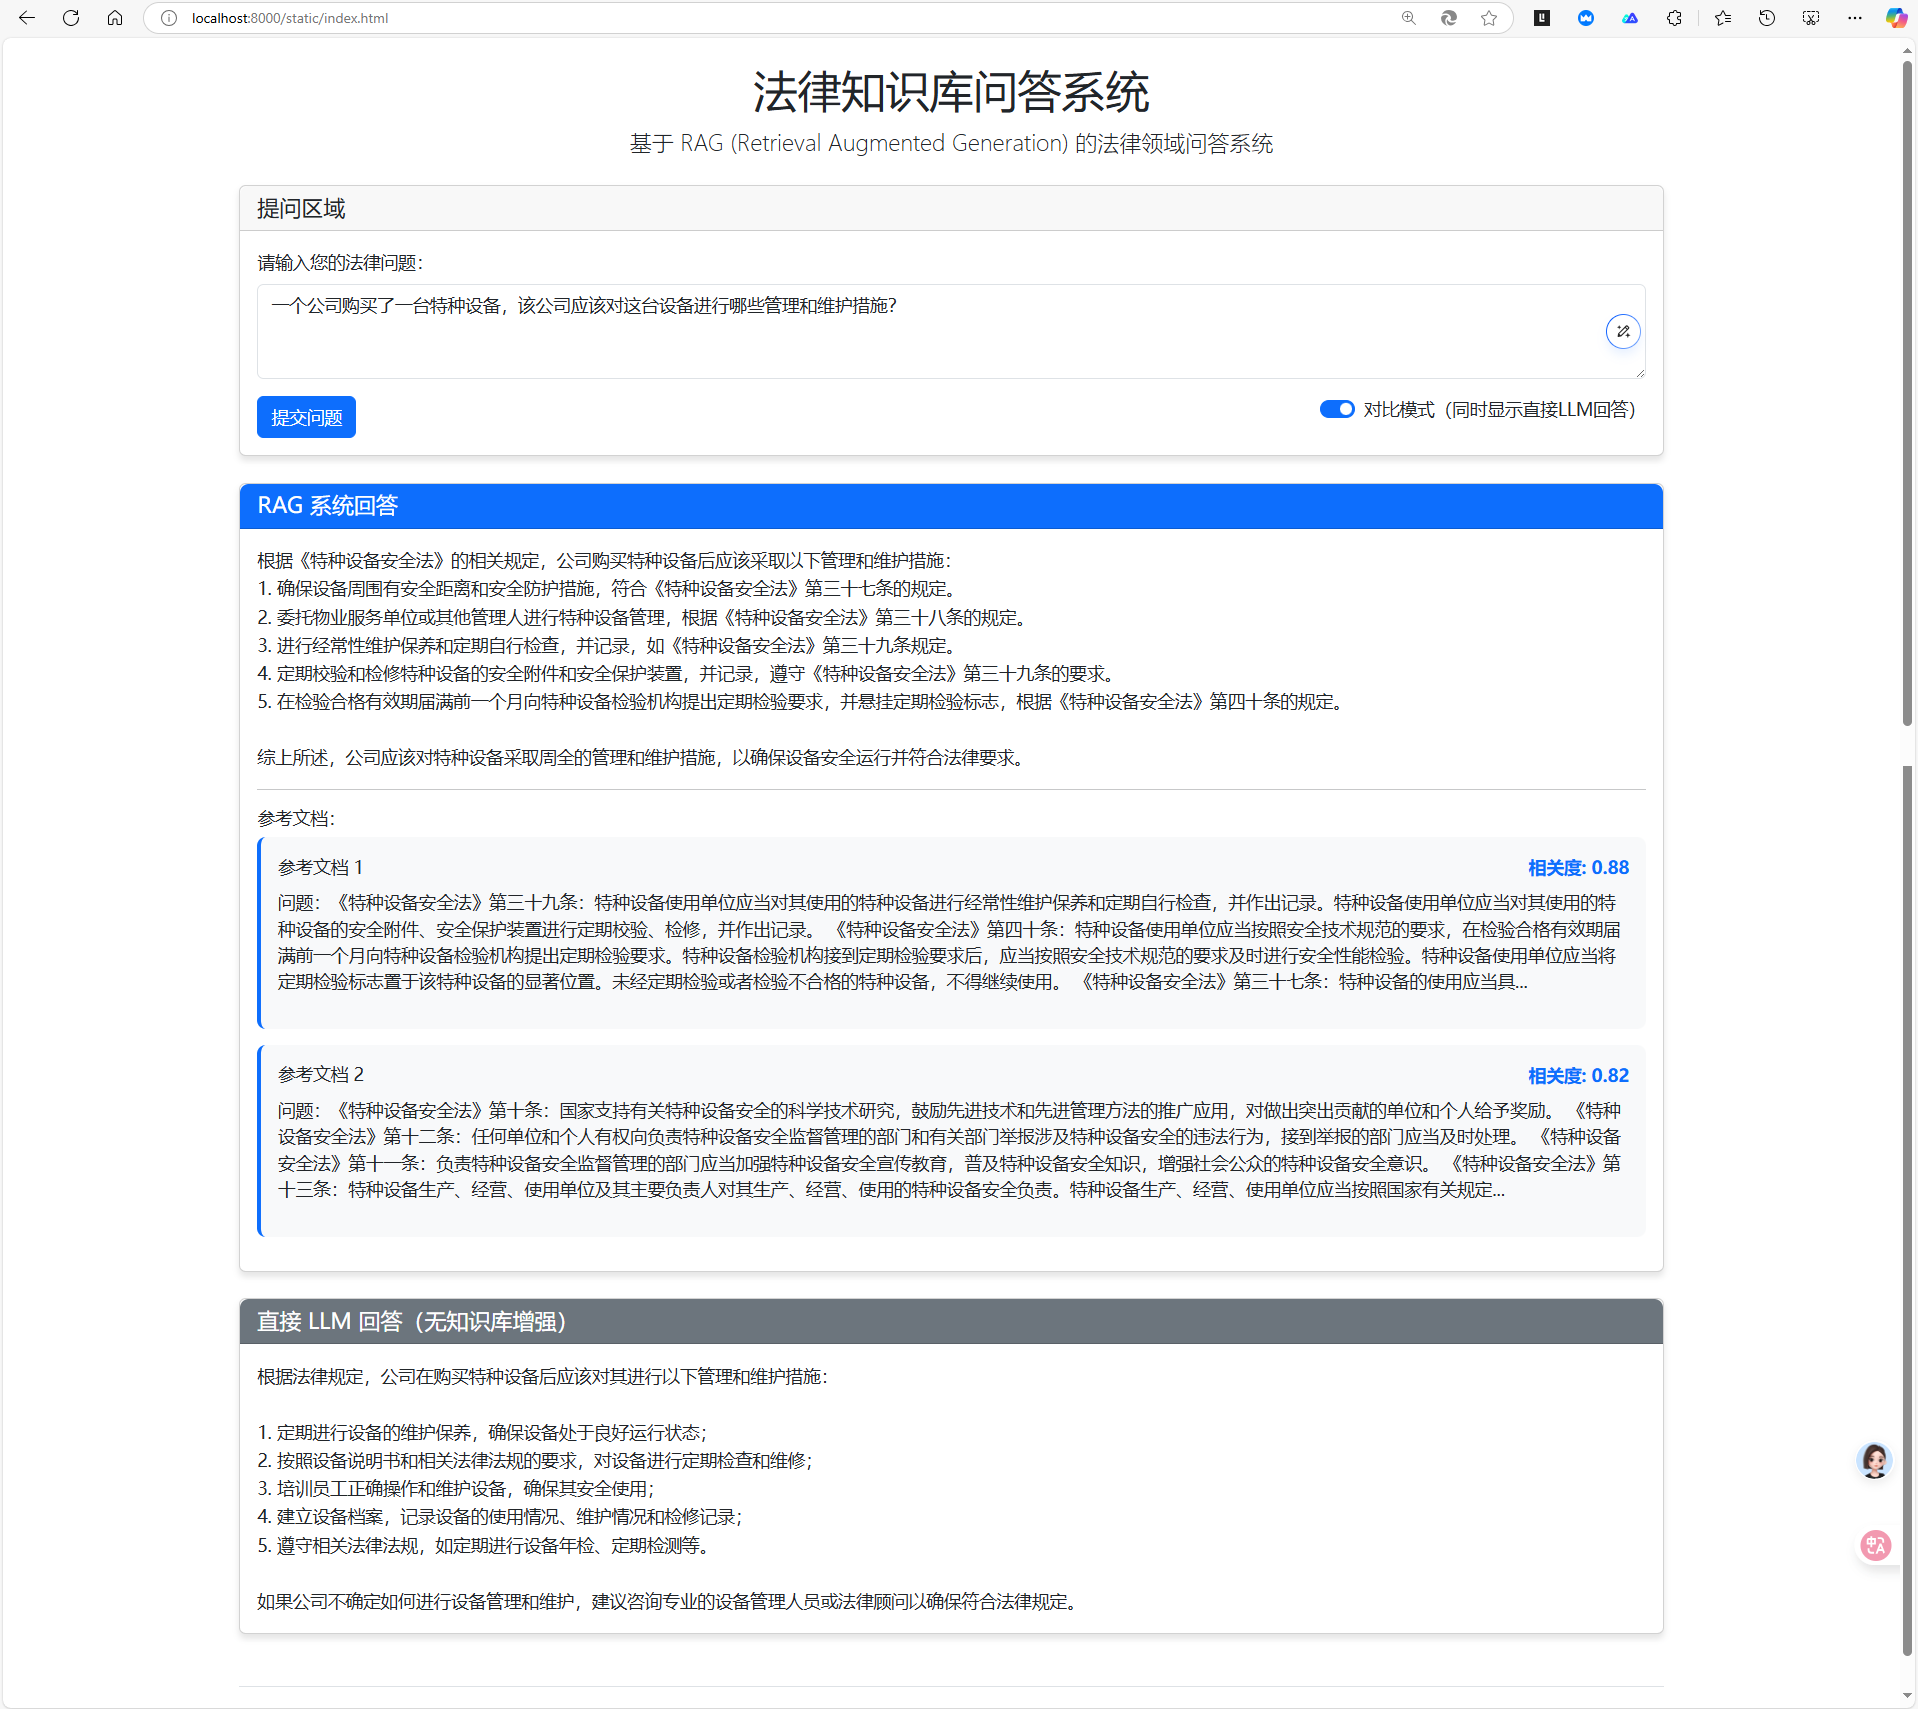 localhost:8000/static/index.html
法律知识库问答系统
基于 RAG (Retrieval Augmented Generation) 的法律领域问答系统
提问区域
请输入您的法律问题：
一个公司购买了一台特种设备，该公司应该对这台设备进行哪些管理和维护措施？
提交问题
对比模式（同时显示直接LLM回答）
RAG 系统回答
根据《特种设备安全法》的相关规定，公司购买特种设备后应该采取以下管理和维护措施：
1. 确保设备周围有安全距离和安全防护措施，符合《特种设备安全法》第三十七条的规定。
2. 委托物业服务单位或其他管理人进行特种设备管理，根据《特种设备安全法》第三十八条的规定。
3. 进行经常性维护保养和定期自行检查，并记录，如《特种设备安全法》第三十九条规定。
4. 定期校验和检修特种设备的安全附件和安全保护装置，并记录，遵守《特种设备安全法》第三十九条的要求。
5. 在检验合格有效期届满前一个月向特种设备检验机构提出定期检验要求，并悬挂定期检验标志，根据《特种设备安全法》第四十条的规定。
综上所述，公司应该对特种设备采取周全的管理和维护措施，以确保设备安全运行并符合法律要求。
参考文档：
参考文档 1
相关度: 0.88
问题：《特种设备安全法》第三十九条：特种设备使用单位应当对其使用的特种设备进行经常性维护保养和定期自行检查，并作出记录。特种设备使用单位应当对其使用的特
种设备的安全附件、安全保护装置进行定期校验、检修，并作出记录。 《特种设备安全法》第四十条：特种设备使用单位应当按照安全技术规范的要求，在检验合格有效期届
满前一个月向特种设备检验机构提出定期检验要求。特种设备检验机构接到定期检验要求后，应当按照安全技术规范的要求及时进行安全性能检验。特种设备使用单位应当将
定期检验标志置于该特种设备的显著位置。未经定期检验或者检验不合格的特种设备，不得继续使用。 《特种设备安全法》第三十七条：特种设备的使用应当具...
参考文档 2
相关度: 0.82
问题：《特种设备安全法》第十条：国家支持有关特种设备安全的科学技术研究，鼓励先进技术和先进管理方法的推广应用，对做出突出贡献的单位和个人给予奖励。 《特种
设备安全法》第十二条：任何单位和个人有权向负责特种设备安全监督管理的部门和有关部门举报涉及特种设备安全的违法行为，接到举报的部门应当及时处理。 《特种设备
安全法》第十一条：负责特种设备安全监督管理的部门应当加强特种设备安全宣传教育，普及特种设备安全知识，增强社会公众的特种设备安全意识。 《特种设备安全法》第
十三条：特种设备生产、经营、使用单位及其主要负责人对其生产、经营、使用的特种设备安全负责。特种设备生产、经营、使用单位应当按照国家有关规定...
直接 LLM 回答（无知识库增强）
根据法律规定，公司在购买特种设备后应该对其进行以下管理和维护措施：
1. 定期进行设备的维护保养，确保设备处于良好运行状态；
2. 按照设备说明书和相关法律法规的要求，对设备进行定期检查和维修；
3. 培训员工正确操作和维护设备，确保其安全使用；
4. 建立设备档案，记录设备的使用情况、维护情况和检修记录；
5. 遵守相关法律法规，如定期进行设备年检、定期检测等。
如果公司不确定如何进行设备管理和维护，建议咨询专业的设备管理人员或法律顾问以确保符合法律规定。